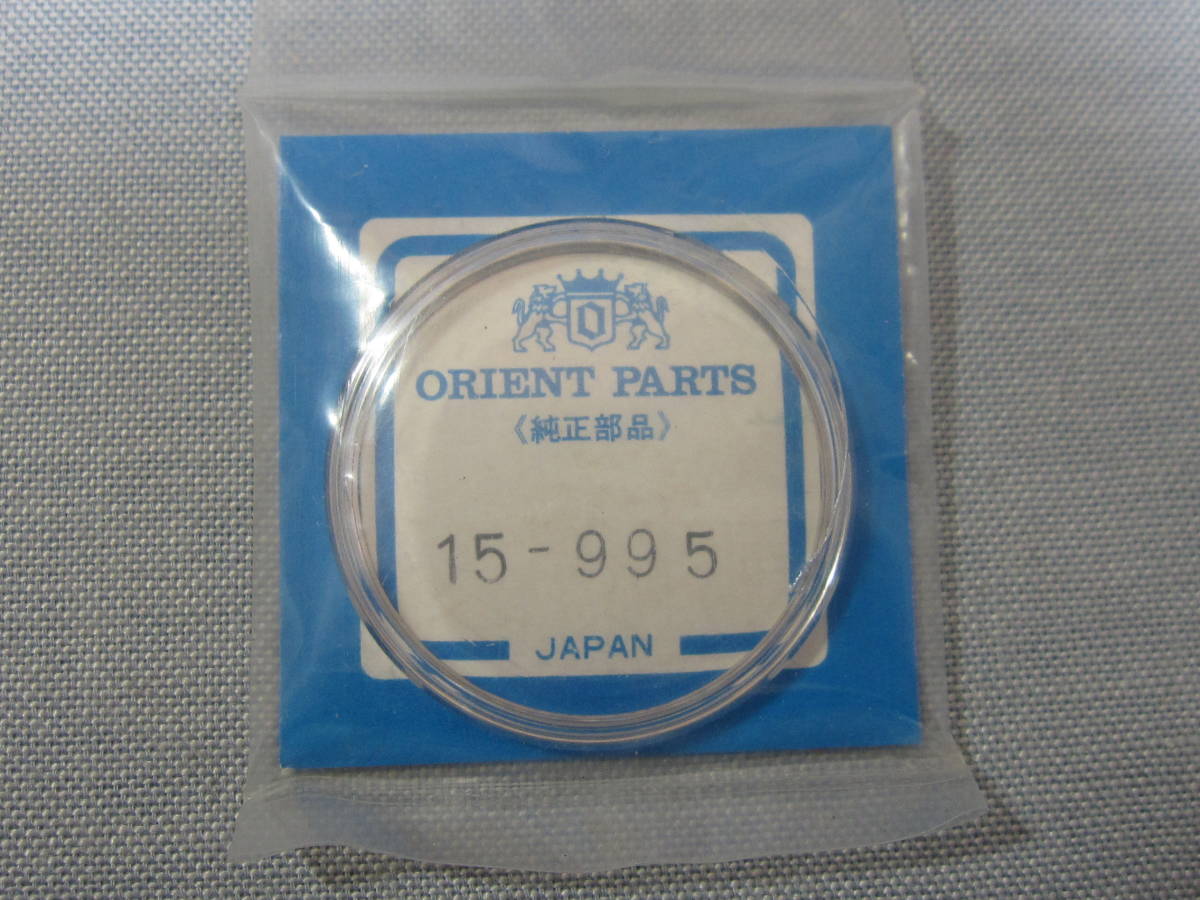 O
ORIENT PARTS
《純正部品》
15-995
JAPAN